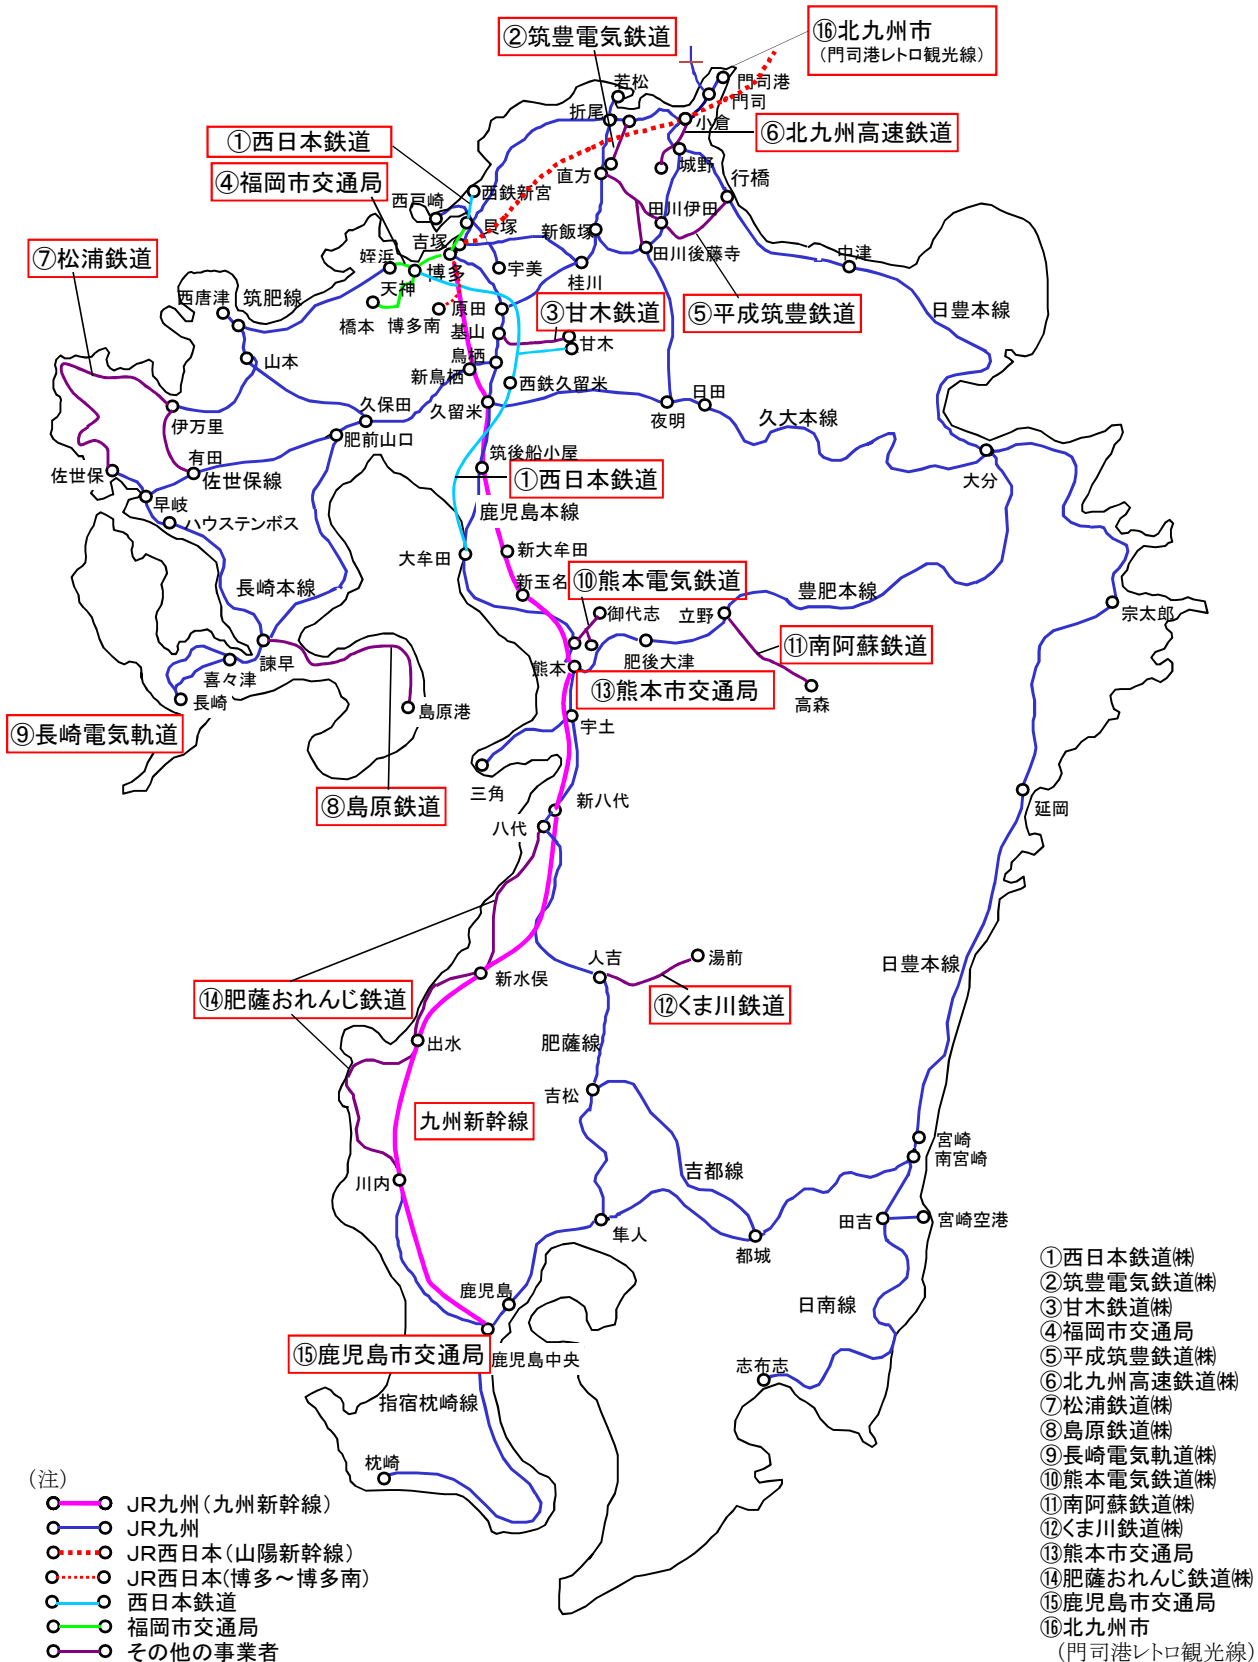 ⑯北九州市
(門司港レトロ観光線)
②筑豊電気鉄道
若松
門司港
門司
折尾
小倉
⑥北九州高速鉄道
①西日本鉄道
城野
④福岡市交通局
直方
行橋
西戸崎
西鉄新宮
田川伊田
貝塚
新飯塚
吉塚
⑦松浦鉄道
姪浜
博多
宇美
桂川
田川後藤寺
中津
天神
西唐津
筑肥線
橋本
博多南
原田
③甘木鉄道
⑤平成筑豊鉄道
日豊本線
基山
甘木
山本
鳥栖
新鳥栖
西鉄久留米
日田
久保田
久留米
夜明
久大本線
伊万里
肥前山口
有田
筑後船小屋
佐世保
佐世保線
①西日本鉄道
大分
早岐
ハウステンボス
鹿児島本線
大牟田
新大牟田
長崎本線
新玉名
⑩熊本電気鉄道
豊肥本線
御代志
立野
宗太郎
諫早
熊本
肥後大津
⑪南阿蘇鉄道
喜々津
⑬熊本市交通局
長崎
島原港
高森
宇土
⑨長崎電気軌道
三角
⑧島原鉄道
新八代
延岡
八代
人吉
湯前
日豊本線
新水俣
⑭肥薩おれんじ鉄道
⑫くま川鉄道
出水
肥薩線
吉松
九州新幹線
宮崎
南宮崎
吉都線
川内
隼人
田吉
宮崎空港
都城
鹿児島
日南線
⑮鹿児島市交通局
鹿児島中央
志布志
指宿枕崎線
枕崎
(注)
JR九州(九州新幹線)
JR九州
JR西日本(山陽新幹線)
JR西日本(博多～博多南)
西日本鉄道
福岡市交通局
その他の事業者
①西日本鉄道㈱
②筑豊電気鉄道㈱
③甘木鉄道㈱
④福岡市交通局
⑤平成筑豊鉄道㈱
⑥北九州高速鉄道㈱
⑦松浦鉄道㈱
⑧島原鉄道㈱
⑨長崎電気軌道㈱
⑩熊本電気鉄道㈱
⑪南阿蘇鉄道㈱
⑫くま川鉄道㈱
⑬熊本市交通局
⑭肥薩おれんじ鉄道㈱
⑮鹿児島市交通局
⑯北九州市
(門司港レトロ観光線)